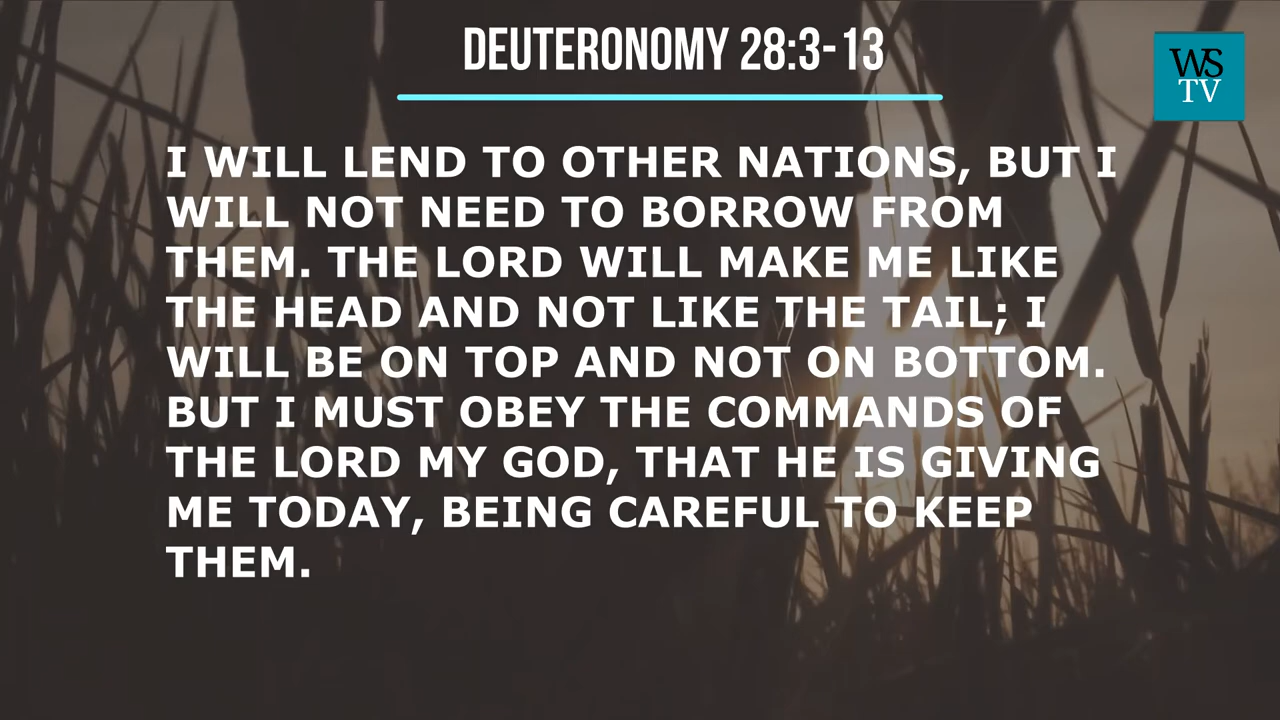 DEUTERONOMY 28:3-13
WS
TV
I WILL LEND TO OTHER NATIONS, BUT I
WILL NOT NEED TO BORROW FROM
THEM. THE LORD WILL MAKE ME LIKE
THE HEAD AND NOT LIKE THE TAIL; I
WILL BE ON TOP AND NOT ON BOTTOM.
BUT I MUST OBEY THE COMMANDS OF
THE LORD MY GOD, THAT HE IS GIVING
ME TODAY, BEING CAREFUL TO KEEP
THEM.